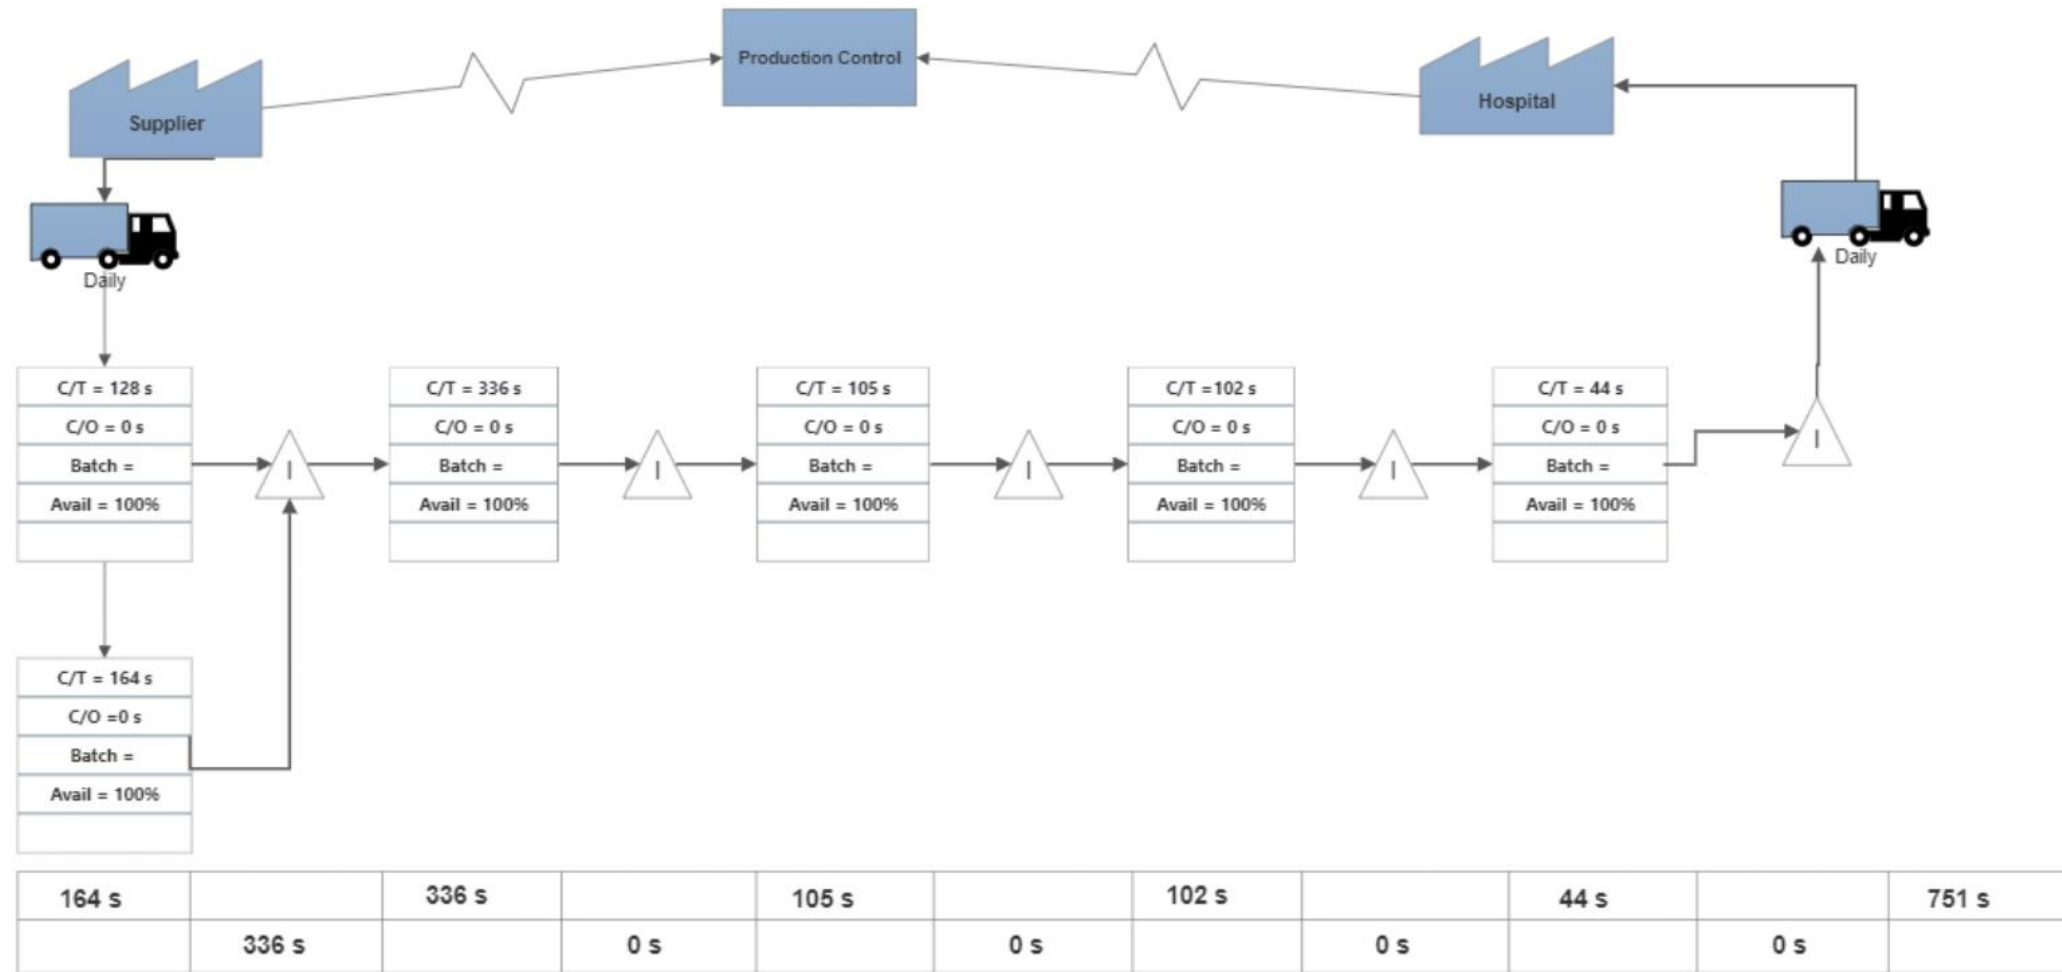 Production Control
Supplier
Hospital
Daily
Daily
C/T = 128 s
C/O = 0 s
Batch =
Avail = 100%
I
C/T = 336 s
C/O = 0 s
Batch =
Avail = 100%
I
C/T = 105 s
C/O = 0 s
Batch =
Avail = 100%
I
C/T =102 s
C/O = 0 s
Batch =
Avail = 100%
I
C/T = 44 s
C/O = 0 s
Batch =
Avail = 100%
I
C/T = 164 s
C/O =0 s
Batch =
Avail = 100%
164 s 336 s 105 s 102 s 44 s 751 s
336 s 0 s 0 s 0 s 0 s